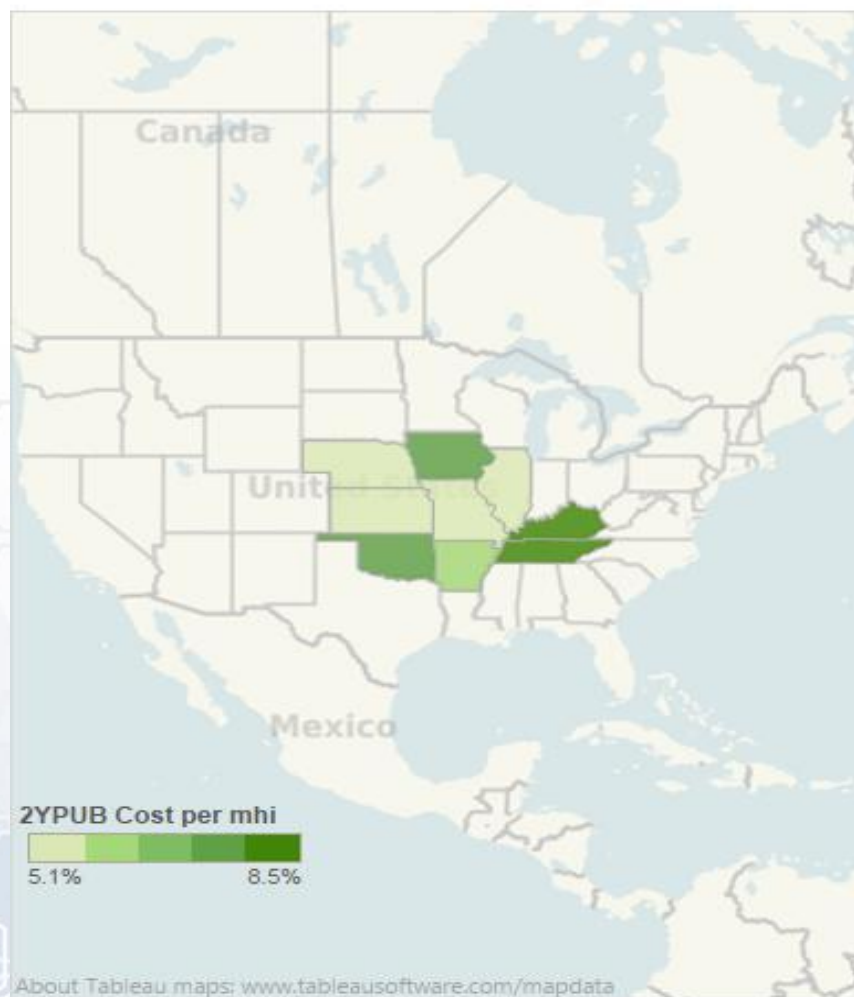 Canada
United States
Mexico
2YPUB Cost per mhi
5.1% 8.5%
About Tableau maps: www.tableausoftware.com/mapdata